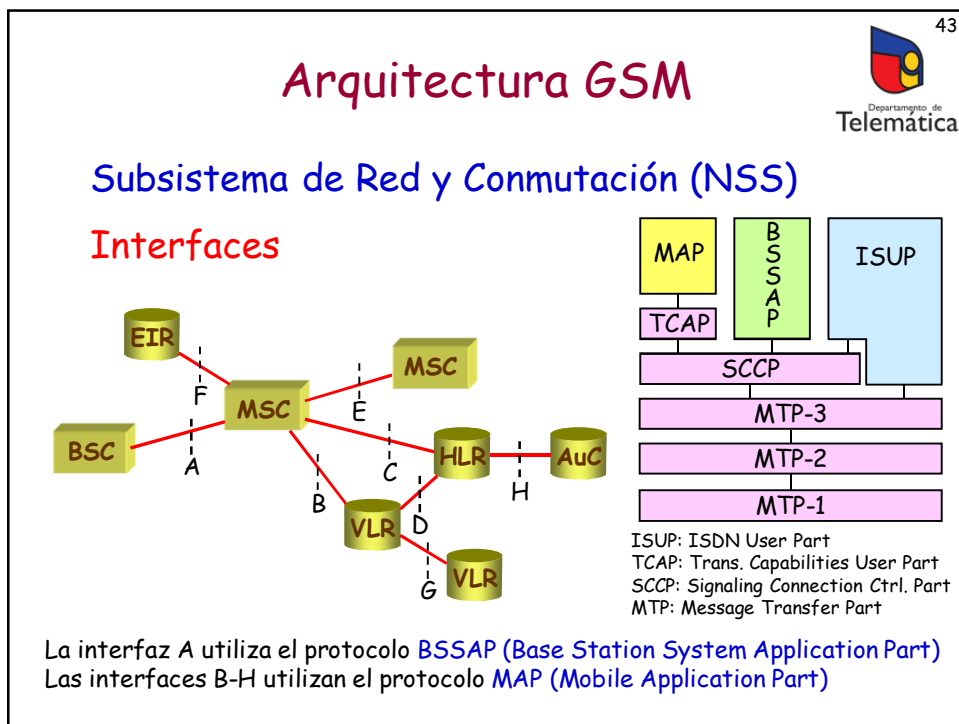 43
Arquitectura GSM
Departamento de
Telemática
Subsistema de Red y Conmutación (NSS)
Interfaces
EIR
F
MSC
MSC
E
BSC
A
C
HLR
H
AuC
B
D
VLR
G
VLR
MAP
BSSAP
ISUP
TCAP
SCCP
MTP-3
MTP-2
MTP-1
ISUP: ISDN User Part
TCAP: Trans. Capabilities User Part
SCCP: Signaling Connection Ctrl. Part
MTP: Message Transfer Part
La interfaz A utiliza el protocolo BSSAP (Base Station System Application Part)
Las interfaces B-H utilizan el protocolo MAP (Mobile Application Part)